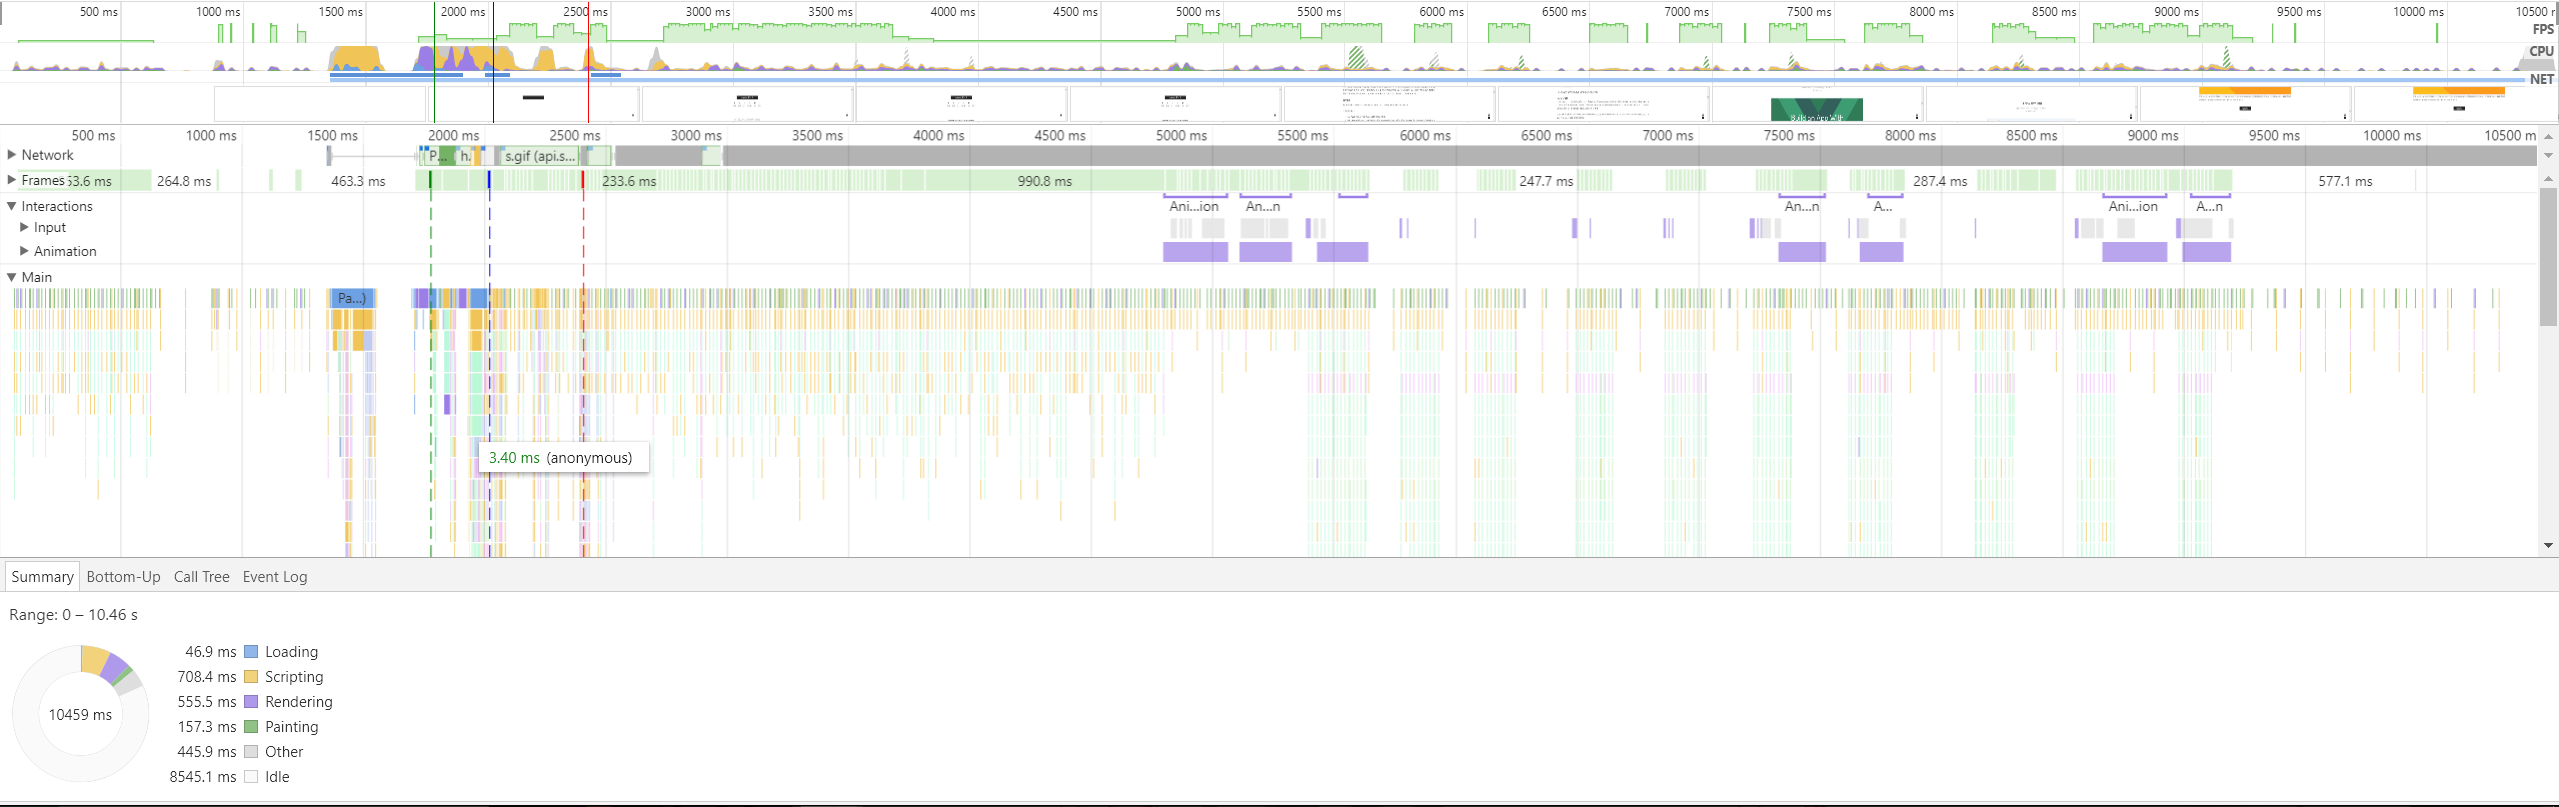 500 ms 1000 ms 1500 ms 2000 ms 2500 ms 3000 ms 3500 ms 4000 ms 4500 ms 5000 ms 5500 ms 6000 ms 6500 ms 7000 ms 7500 ms 8000 ms 8500 ms 9000 ms 9500 ms 10000 ms 10500 r
FPS
CPU
NET
Build an App With
500 ms 1000 ms 1500 ms 2000 ms 2500 ms 3000 ms 3500 ms 4000 ms 4500 ms 5000 ms 5500 ms 6000 ms 6500 ms 7000 ms 7500 ms 8000 ms 8500 ms 9000 ms 9500 ms 10000 ms 10500 m
Network P... h. s.gif (api.s...
Frames 53.6 ms 264.8 ms 463.3 ms 233.6 ms 990.8 ms 247.7 ms 287.4 ms 577.1 ms
Interactions Ani...ion An...n An...n A... Ani...ion A...n
Input
Animation
Main
Pa...)
3.40 ms (anonymous)
Summary Bottom-Up Call Tree Event Log
Range: 0 – 10.46 s
46.9 ms Loading
708.4 ms Scripting
555.5 ms Rendering
10459 ms
157.3 ms Painting
445.9 ms Other
8545.1 ms Idle